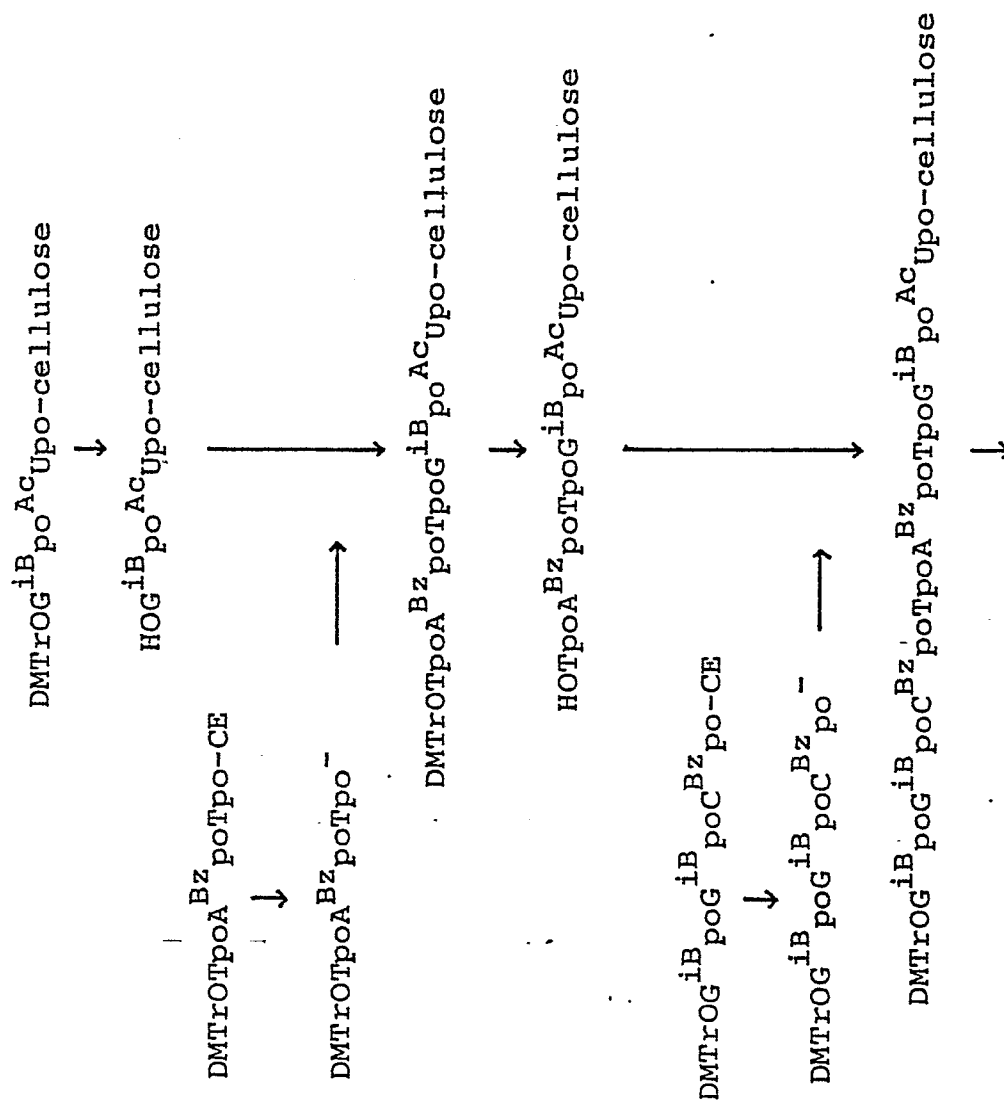 DMTrOG^iB po^Ac Upo-cellulose
↓
HOG^iB po^Ac Upo-cellulose
DMTrOTpoA^Bz poTpo-CE
↓
DMTrOTpoA^Bz poTpo^-
DMTrOTpoA^Bz poTpoG^iB po^Ac Upo-cellulose
↓
HOTpoA^Bz poTpoG^iB po^Ac Upo-cellulose
DMTrOG^iB poG^iB poC^Bz po-CE
↓
DMTrOG^iB poG^iB poC^Bz po^-
DMTrOG^iB poG^iB poC^Bz poTpoA^Bz poTpoG^iB po^Ac Upo-cellulose
↓